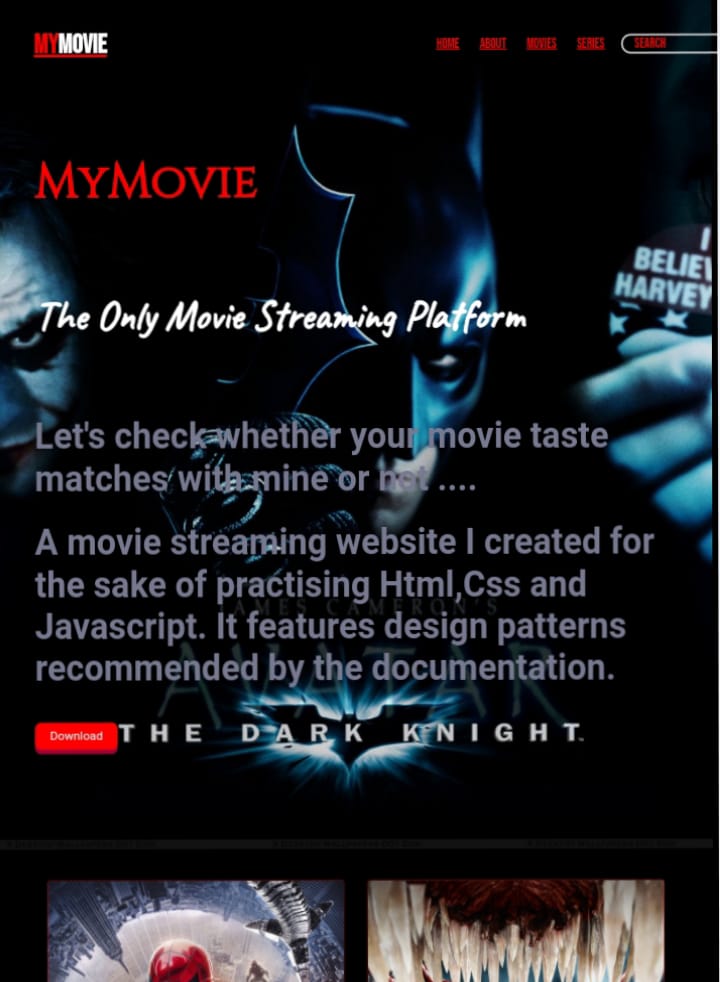 MYMOVIE
HOME ABOUT MOVIES SERIES SEARCH
MYMOVIE
I
BELIEV
HARVEY
The Only Movie Streaming Platform
Let's check whether your movie taste
matches with mine or not ....
A movie streaming website I created for
the sake of practising Html,Css and
JAMES CAMERON'S
Javascript. It features design patterns
recommended by the documentation.
AVATAR
Download
THE DARK KNIGHT